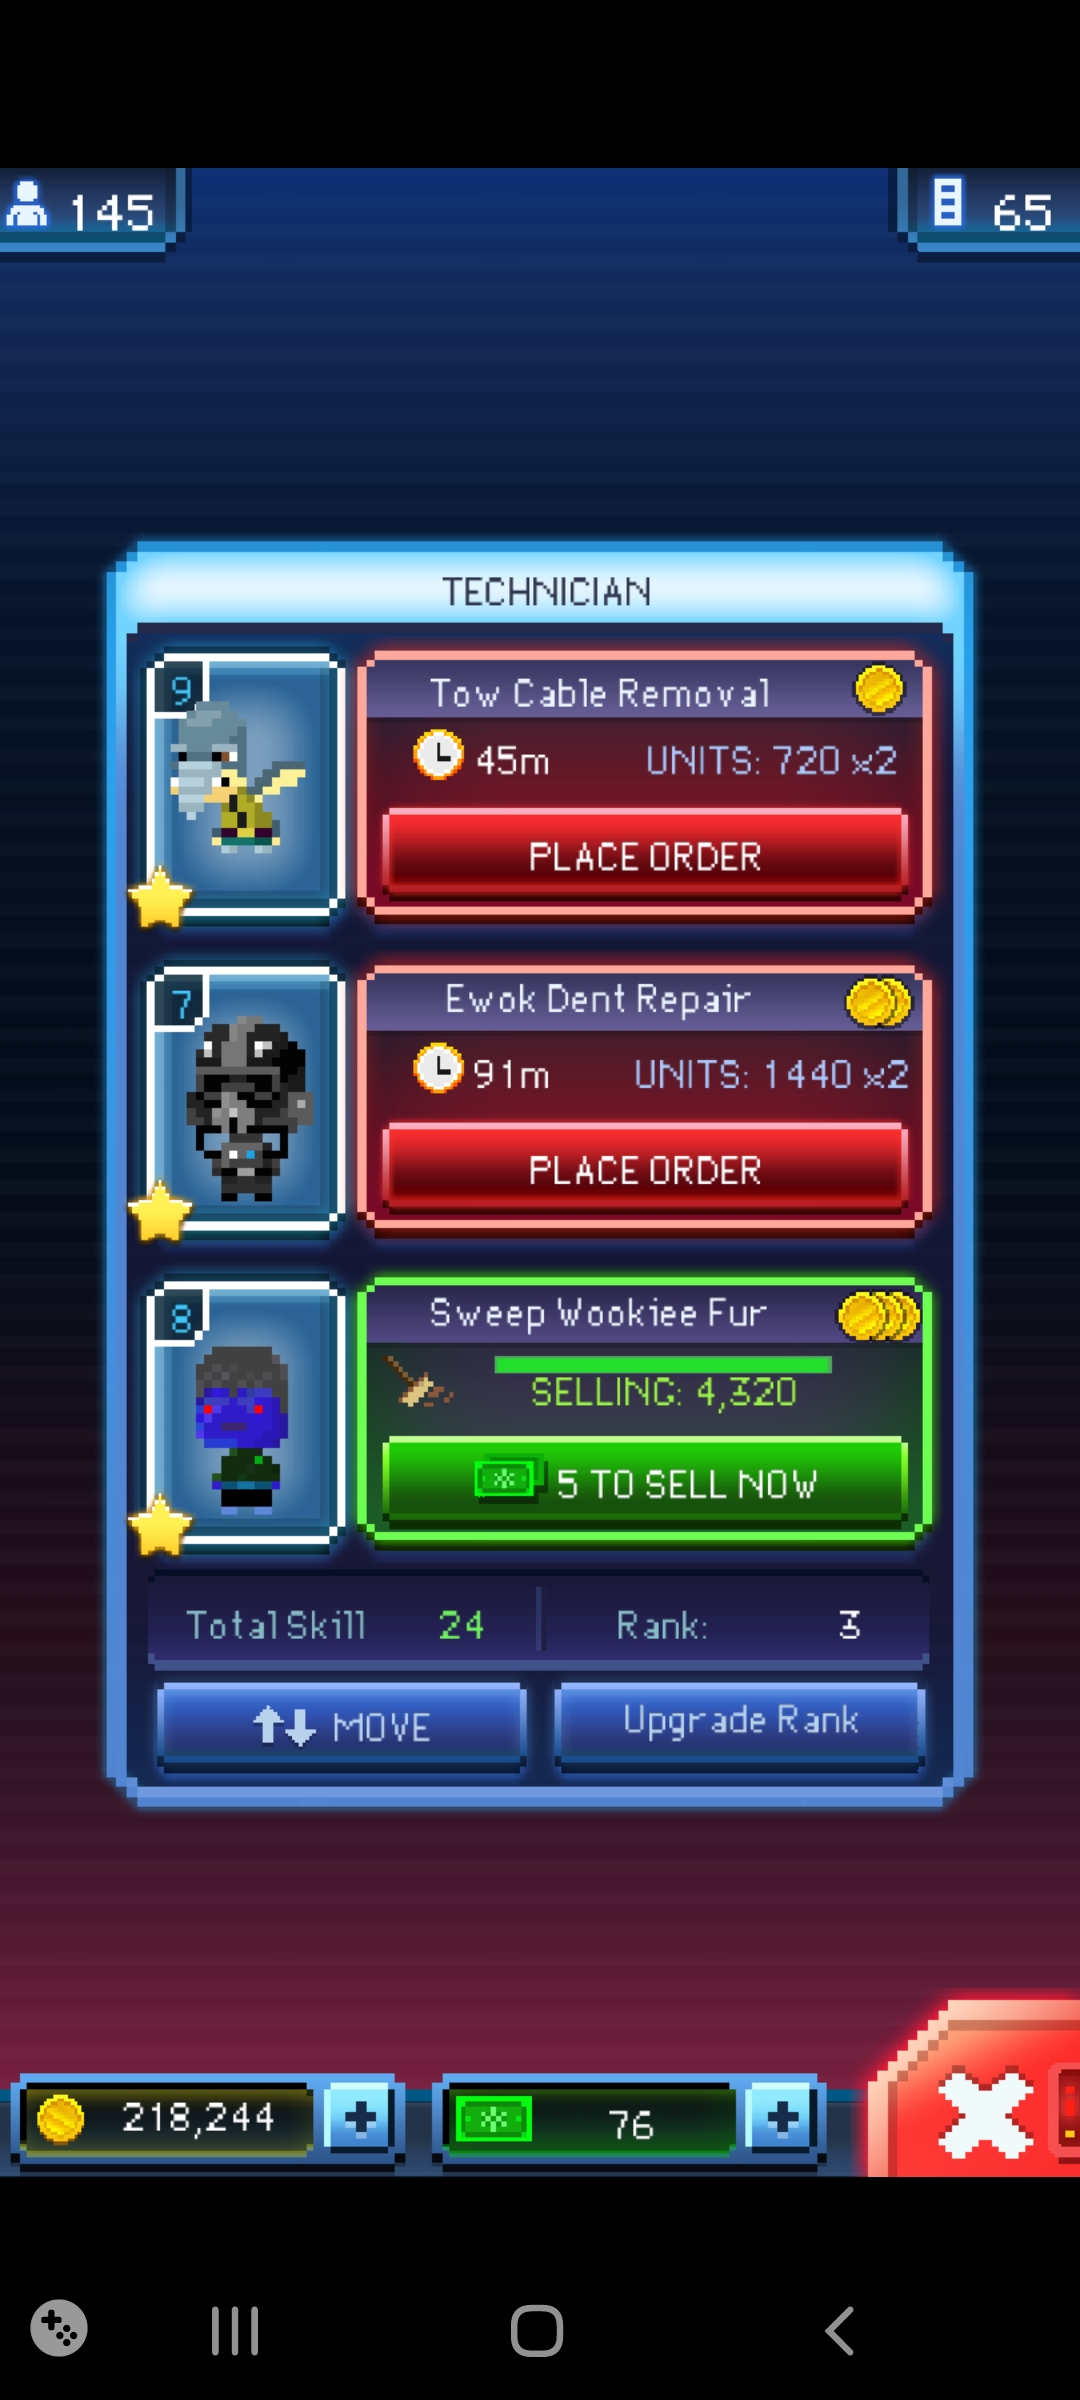 145
65
TECHNICIAN
9
Tow Cable Removal
45m UNITS: 720 x2
PLACE ORDER
7
Ewok Dent Repair
91m UNITS: 1440 x2
PLACE ORDER
8
Sweep Wookiee Fur
SELLING: 4,320
5 TO SELL NOW
Total Skill 24 Rank: 3
MOVE Upgrade Rank
218,244 76